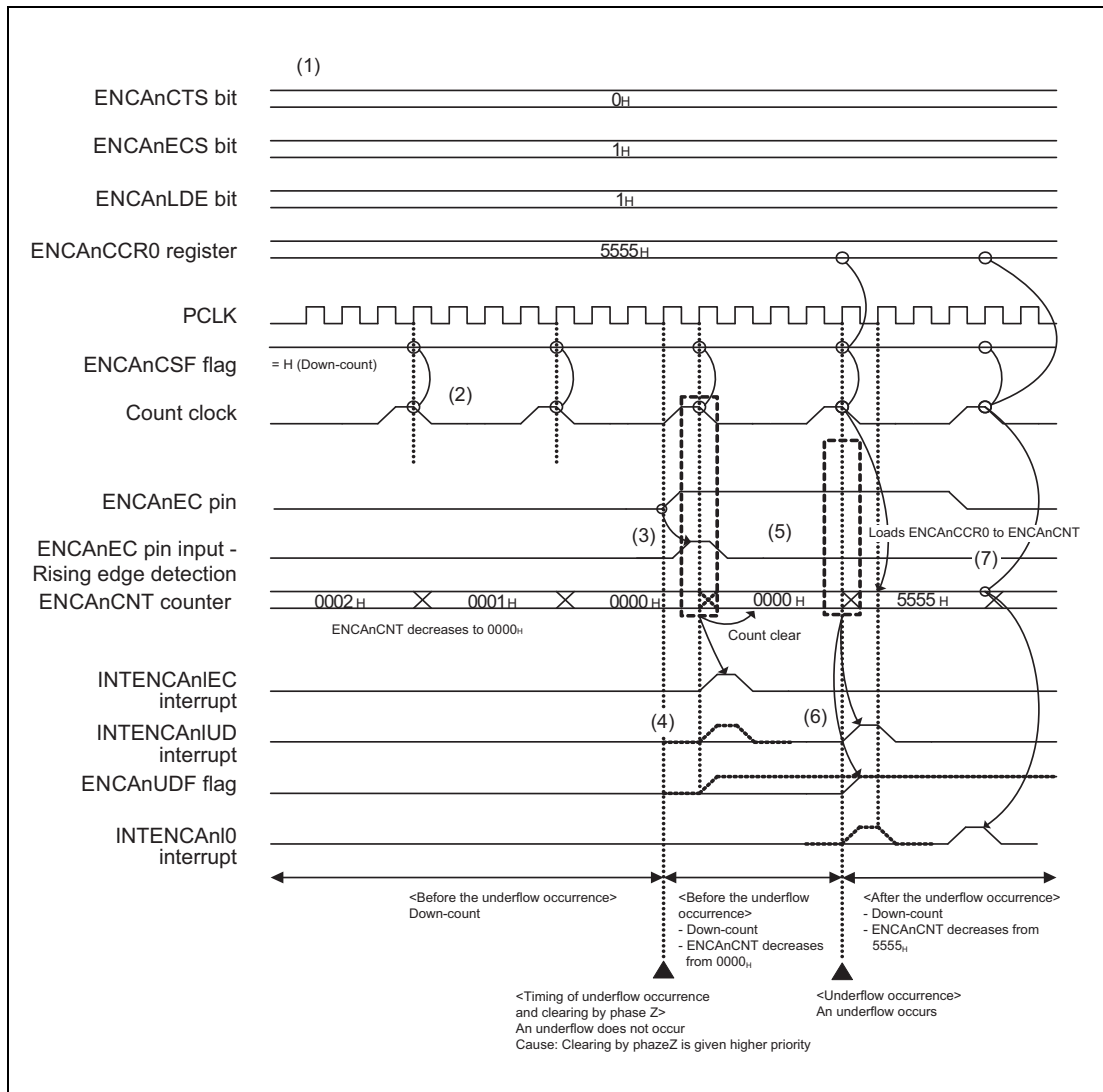 (1)
ENCAnCTS bit
0H
ENCAnECS bit
1H
ENCAnLDE bit
1H
ENCAnCCR0 register
5555H
PCLK
ENCAnCSF flag
= H (Down-count)
Count clock
(2)
ENCAnEC pin
(3)
(5)
Loads ENCAnCCR0 to ENCAnCNT
ENCAnEC pin input -
Rising edge detection
(7)
ENCAnCNT counter
0002 H
0001 H
0000 H
0000 H
5555 H
ENCAnCNT decreases to 0000H
Count clear
INTENCAnIEC
interrupt
(4)
(6)
INTENCAnIUD
interrupt
ENCAnUDF flag
INTENCAnI0
interrupt
<Before the underflow occurrence>
Down-count
<Before the underflow
occurrence>
- Down-count
- ENCAnCNT decreases
from 0000H
<After the underflow occurrence>
- Down-count
- ENCAnCNT decreases from
5555H
<Timing of underflow occurrence
and clearing by phase Z>
An underflow does not occur
Cause: Clearing by phazeZ is given higher priority
<Underflow occurrence>
An underflow occurs